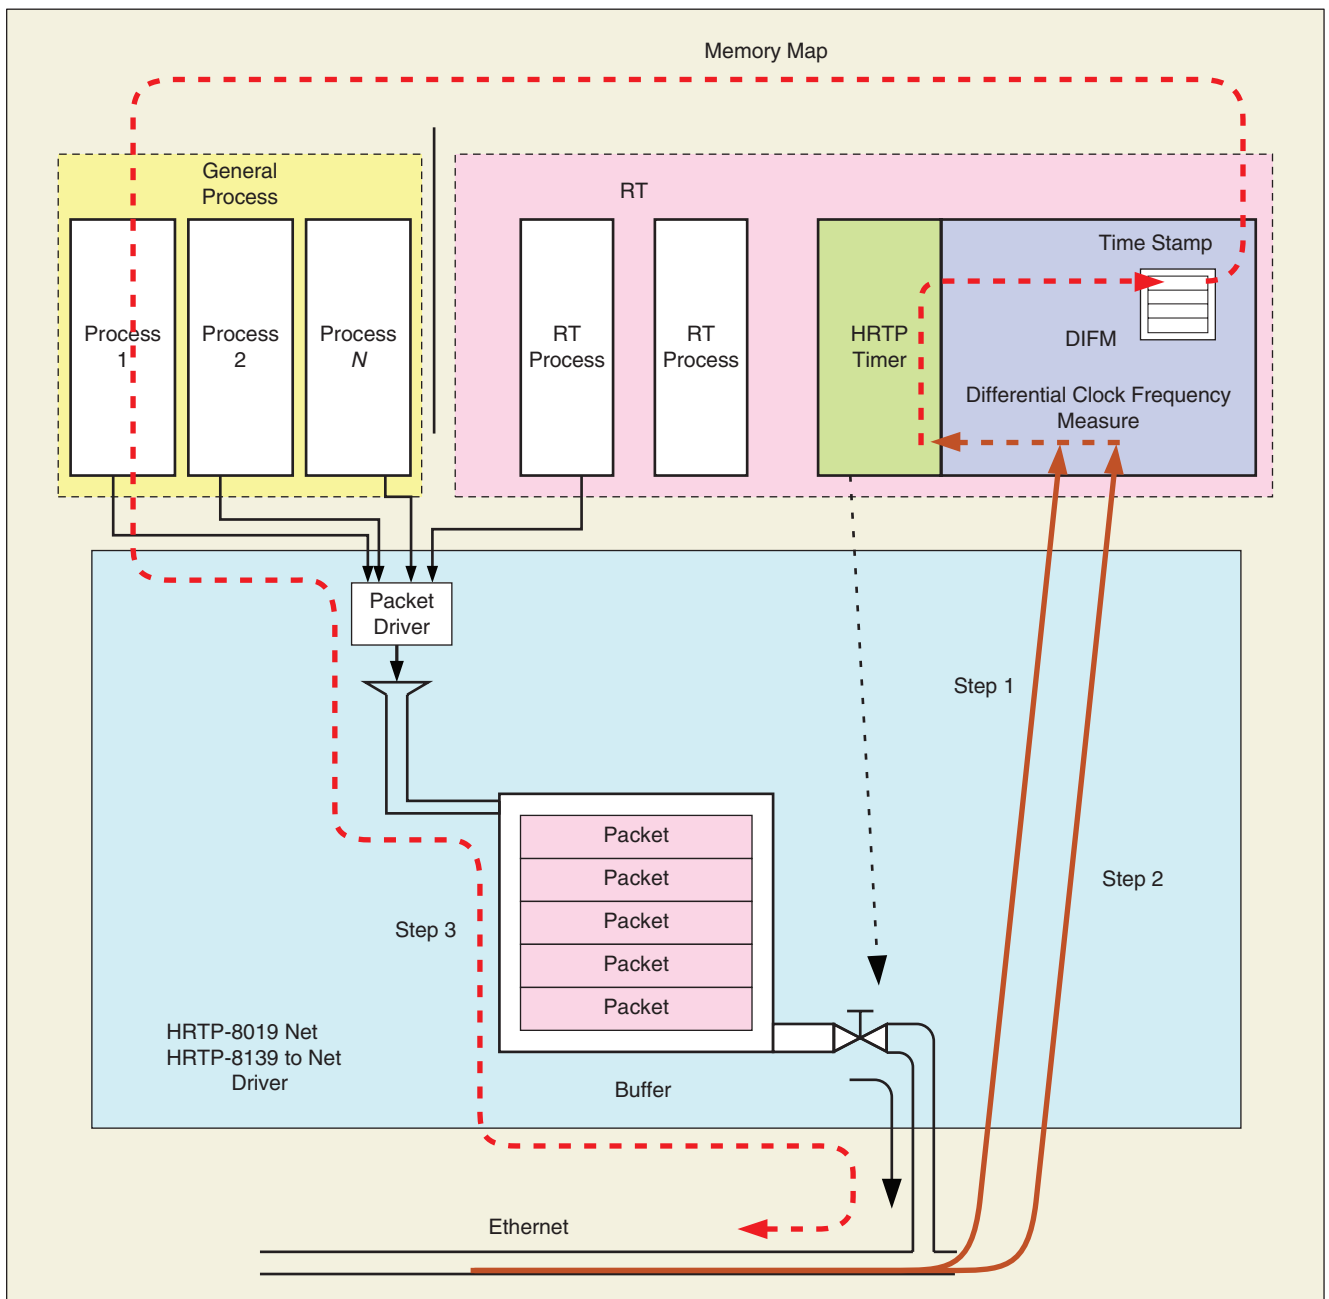 Memory Map
General
Process
RT
Process
1
Process
2
Process
N
RT
Process
RT
Process
HRTP
Timer
Time Stamp
DIFM
Differential Clock Frequency
Measure
Packet
Driver
Step 1
Step 2
Step 3
Packet
Packet
Packet
Packet
Packet
HRTP-8019 Net
HRTP-8139 to Net
Driver
Buffer
Ethernet